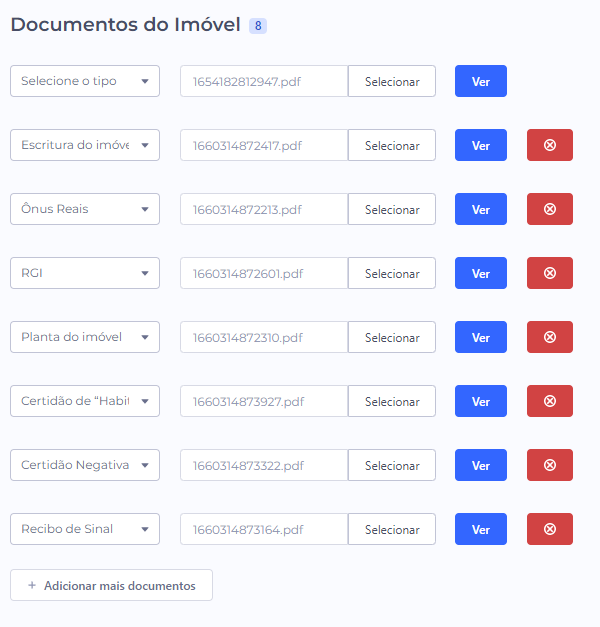 Documentos do Imóvel 8
Selecione o tipo 1654182812947.pdf Selecionar Ver
Escritura do imóve 1660314872417.pdf Selecionar Ver
Ônus Reais 1660314872213.pdf Selecionar Ver
RGI 1660314872601.pdf Selecionar Ver
Planta do imóvel 1660314872310.pdf Selecionar Ver
Certidão de “Habit 1660314873927.pdf Selecionar Ver
Certidão Negativa 1660314873322.pdf Selecionar Ver
Recibo de Sinal 1660314873164.pdf Selecionar Ver
+ Adicionar mais documentos